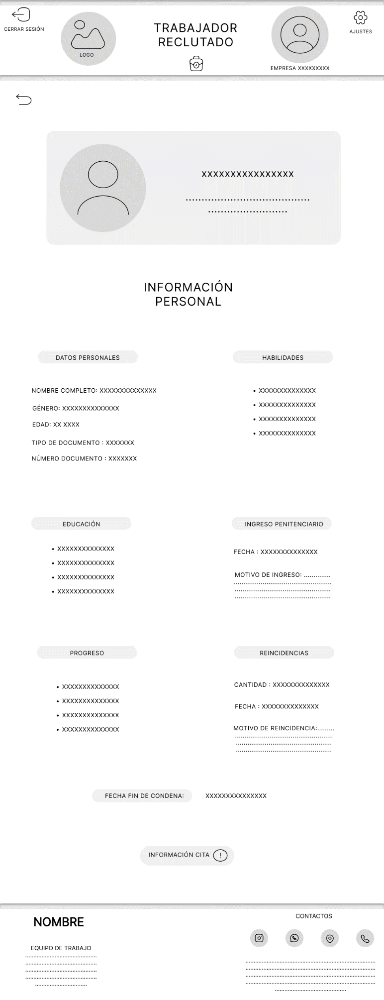 CERRAR SESIÓN
LOGO
TRABAJADOR
RECLUTADO
EMPRESA XXXXXXXXX
AJUSTES
XXXXXXXXXXXXXXXX
......................................
.........................
INFORMACIÓN
PERSONAL
DATOS PERSONALES
NOMBRE COMPLETO: XXXXXXXXXXXXXX
GÉNERO: XXXXXXXXXXXXXX
EDAD: XX XXXX
TIPO DE DOCUMENTO : XXXXXXX
NÚMERO DOCUMENTO : XXXXXXX
HABILIDADES
• XXXXXXXXXXXXXX
• XXXXXXXXXXXXXX
• XXXXXXXXXXXXXX
• XXXXXXXXXXXXXX
EDUCACIÓN
• XXXXXXXXXXXXXX
• XXXXXXXXXXXXXX
• XXXXXXXXXXXXXX
• XXXXXXXXXXXXXX
INGRESO PENITENCIARIO
FECHA : XXXXXXXXXXXXXX
MOTIVO DE INGRESO: .............
PROGRESO
• XXXXXXXXXXXXXX
• XXXXXXXXXXXXXX
• XXXXXXXXXXXXXX
• XXXXXXXXXXXXXX
REINCIDENCIAS
CANTIDAD : XXXXXXXXXXXXXX
FECHA : XXXXXXXXXXXXXX
MOTIVO DE REINCIDENCIA:.........
FECHA FIN DE CONDENA: XXXXXXXXXXXXXXX
INFORMACIÓN CITA !
NOMBRE
EQUIPO DE TRABAJO
CONTACTOS